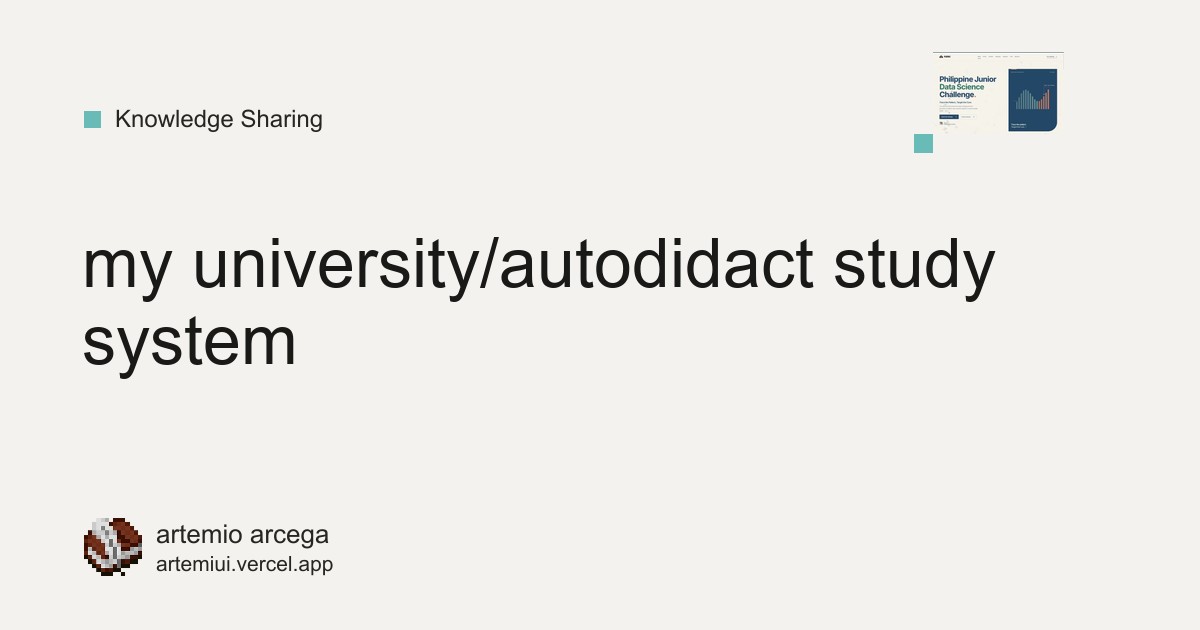 Knowledge Sharing
Philippine Junior
Data Science
Challenge.
my university/autodidact study
system
artemio arcega
artemiui.vercel.app